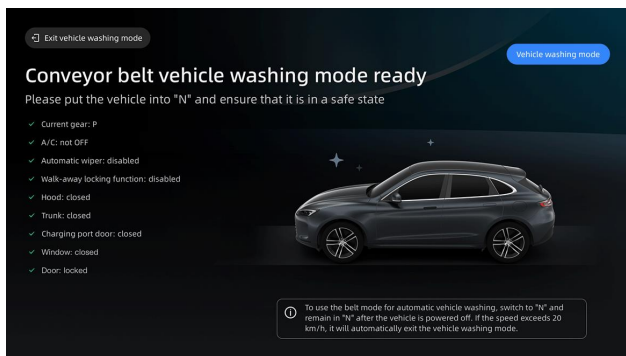 Exit vehicle washing mode
Vehicle washing mode
Conveyor belt vehicle washing mode ready
Please put the vehicle into "N" and ensure that it is in a safe state
Current gear: P
A/C: not OFF
Automatic wiper: disabled
Walk-away locking function: disabled
Hood: closed
Trunk: closed
Charging port door: closed
Window: closed
Door: locked
To use the belt mode for automatic vehicle washing, switch to "N" and
remain in "N" after the vehicle is powered off. If the speed exceeds 20
km/h, it will automatically exit the vehicle washing mode.